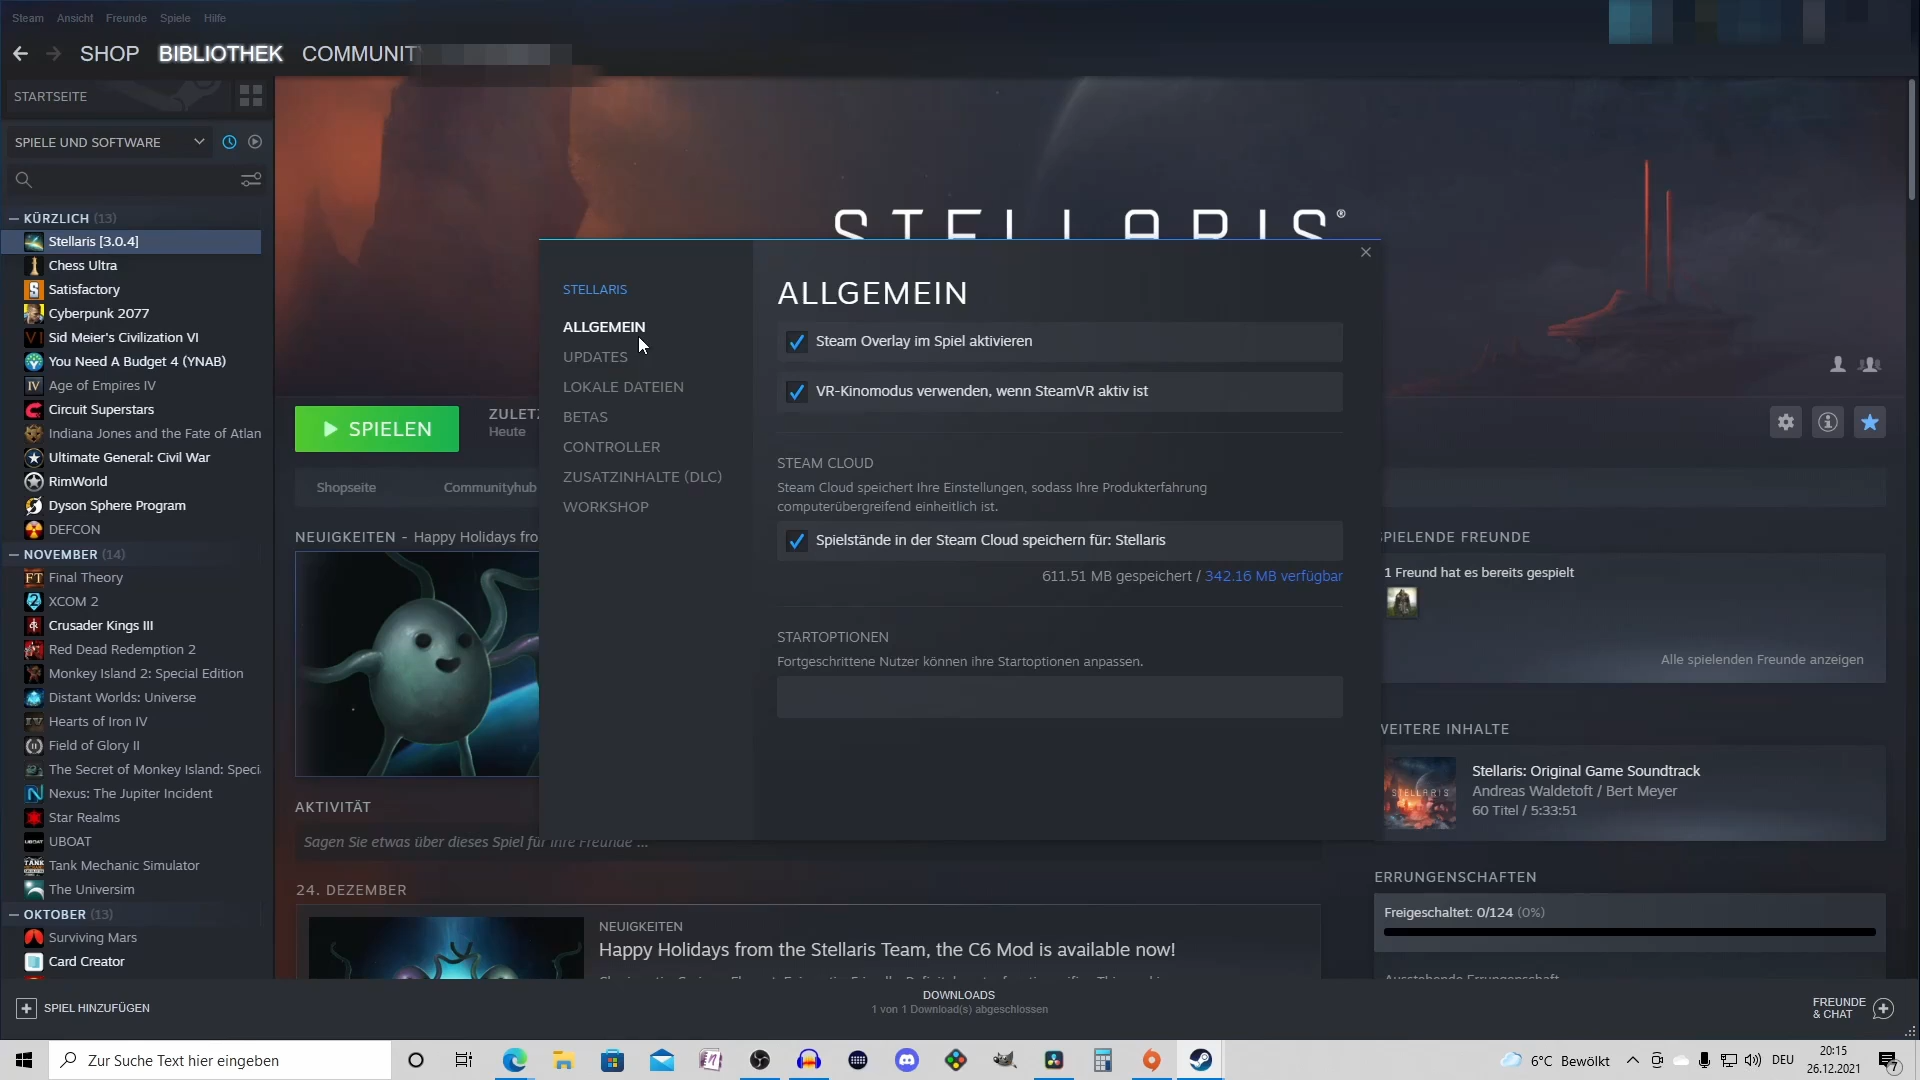 Steam Ansicht Freunde Spiele Hilfe
SHOP BIBLIOTHEK COMMUNIT
STARTSEITE
SPIELE UND SOFTWARE
KÜRZLICH (13)
Stellaris [3.0.4]
Chess Ultra
Satisfactory
Cyberpunk 2077
Sid Meier's Civilization VI
You Need A Budget 4 (YNAB)
Age of Empires IV
Circuit Superstars
Indiana Jones and the Fate of Atlan
Ultimate General: Civil War
RimWorld
Dyson Sphere Program
DEFCON
NOVEMBER (14)
Final Theory
XCOM 2
Crusader Kings III
Red Dead Redemption 2
Monkey Island 2: Special Edition
Distant Worlds: Universe
Hearts of Iron IV
Field of Glory II
The Secret of Monkey Island: Speci
Nexus: The Jupiter Incident
Star Realms
UBOAT
Tank Mechanic Simulator
The Universim
OKTOBER (13)
Surviving Mars
Card Creator
SPIEL HINZUFÜGEN
STELLARIS®
SPIELEN
ZULETZ
Heute
Shopseite Communityhub
NEUIGKEITEN - Happy Holidays fro
AKTIVITÄT
Sagen Sie etwas über dieses Spiel für Ihre Freunde ...
24. DEZEMBER
NEUIGKEITEN
Happy Holidays from the Stellaris Team, the C6 Mod is available now!
STELLARIS
ALLGEMEIN
UPDATES
LOKALE DATEIEN
BETAS
CONTROLLER
ZUSATZINHALTE (DLC)
WORKSHOP
ALLGEMEIN
Steam Overlay im Spiel aktivieren
VR-Kinomodus verwenden, wenn SteamVR aktiv ist
STEAM CLOUD
Steam Cloud speichert Ihre Einstellungen, sodass Ihre Produkterfahrung
computerübergreifend einheitlich ist.
Spielstände in der Steam Cloud speichern für: Stellaris
611.51 MB gespeichert / 342.16 MB verfügbar
STARTOPTIONEN
Fortgeschrittene Nutzer können ihre Startoptionen anpassen.
SPIELENDE FREUNDE
1 Freund hat es bereits gespielt
Alle spielenden Freunde anzeigen
WEITERE INHALTE
STELLARIS
Stellaris: Original Game Soundtrack
Andreas Waldetoft / Bert Meyer
60 Titel / 5:33:51
ERRUNGENSCHAFTEN
Freigeschaltet: 0/124 (0%)
DOWNLOADS
1 von 1 Download(s) abgeschlossen
FREUNDE
& CHAT
Zur Suche Text hier eingeben
6°C Bewölkt
DEU
20:15
26.12.2021
7